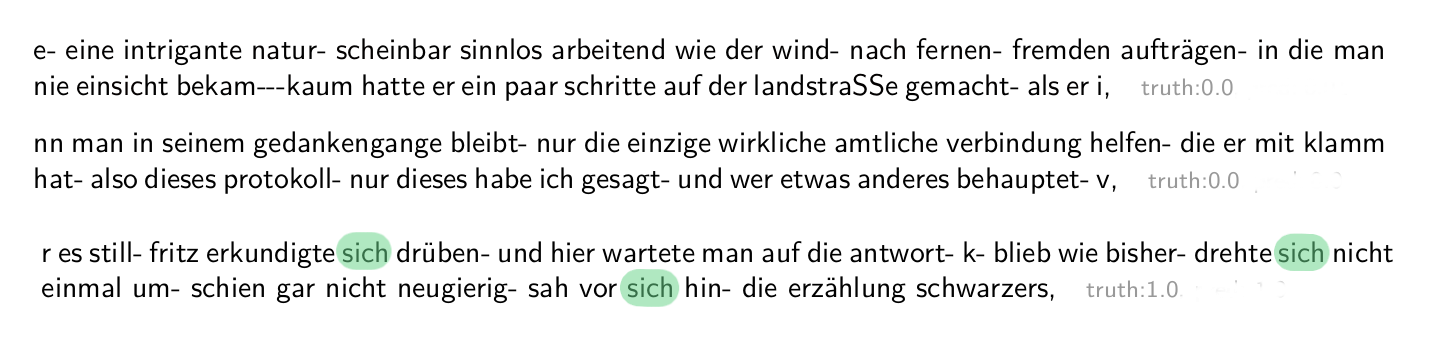 e- eine intrigante natur- scheinbar sinnlos arbeitend wie der wind- nach fernen- fremden aufträgen- in die man
nie einsicht bekam---kaum hatte er ein paar schritte auf der landstraSSe gemacht- als er i, truth:0.0
nn man in seinem gedankengange bleibt- nur die einzige wirkliche amtliche verbindung helfen- die er mit klamm
hat- also dieses protokoll- nur dieses habe ich gesagt- und wer etwas anderes behauptet- v, truth:0.0
r es still- fritz erkundigte sich drüben- und hier wartete man auf die antwort- k- blieb wie bisher- drehte sich nicht
einmal um- schien gar nicht neugierig- sah vor sich hin- die erzählung schwarzers, truth:1.0